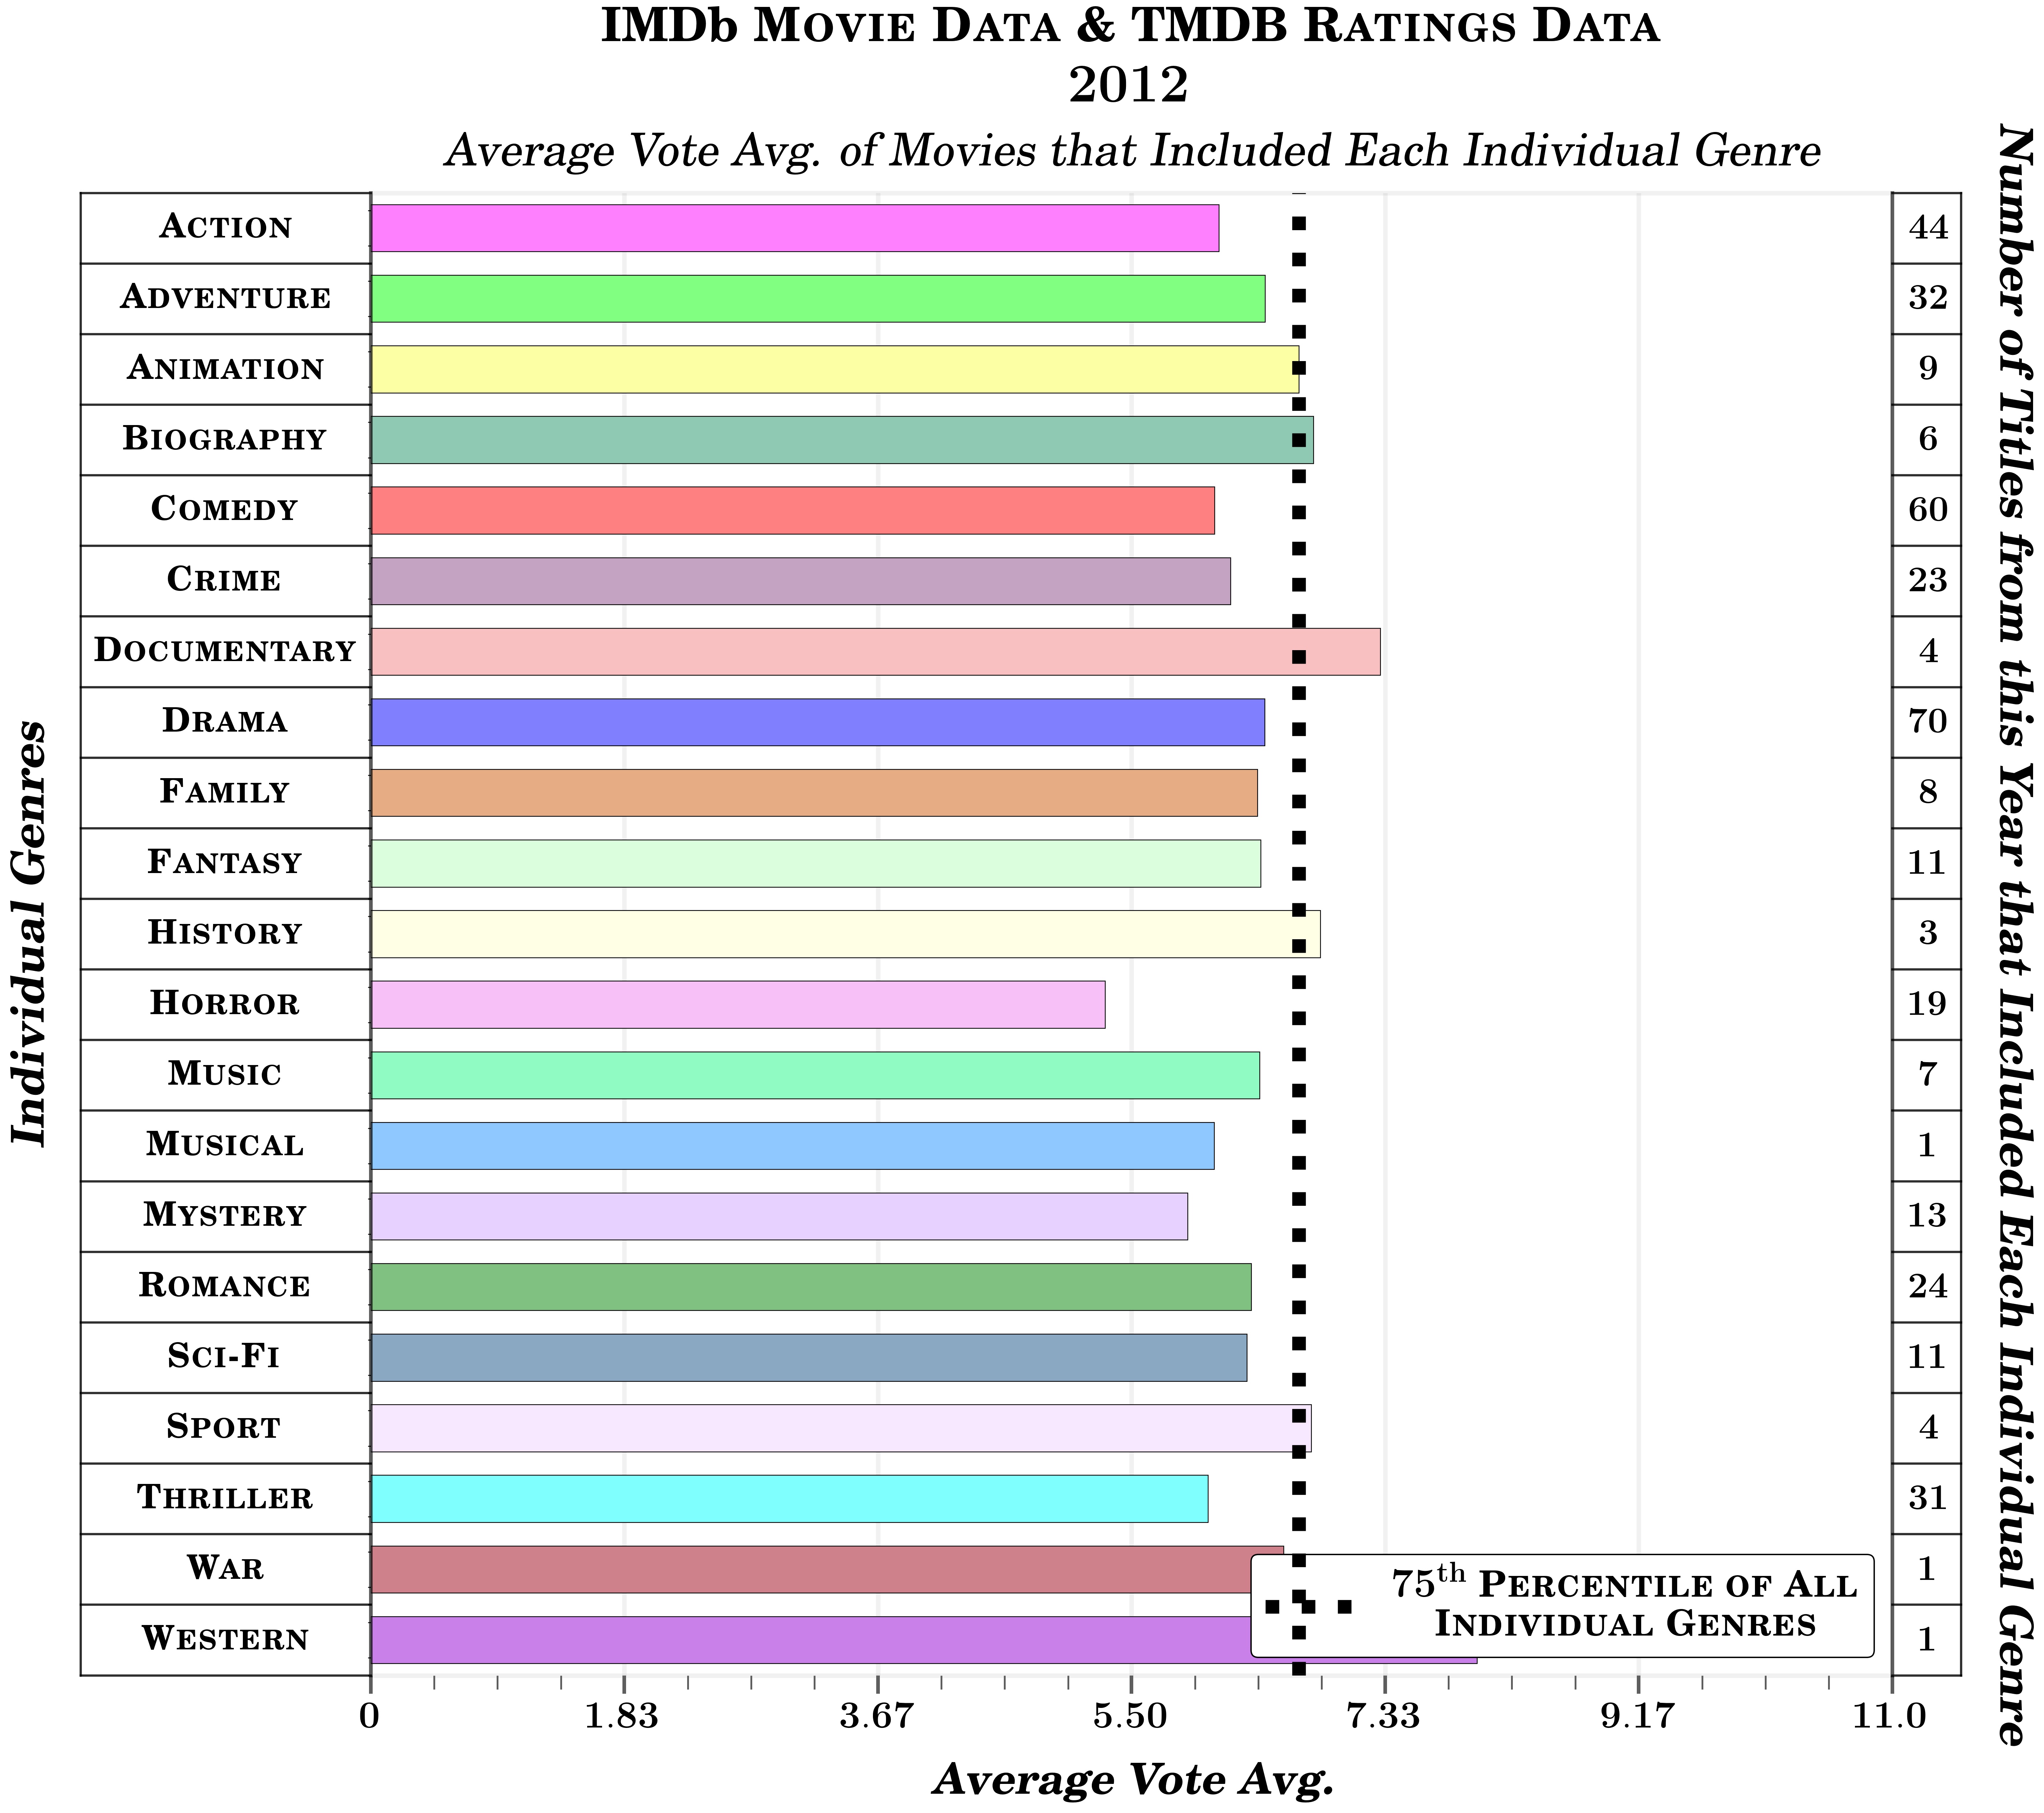 IMDb Movie Data & TMDB Ratings Data
2012
Average Vote Avg. of Movies that Included Each Individual Genre
Individual Genres
Number of Titles from this Year that Included Each Individual Genre
Action 44
Adventure 32
Animation 9
Biography 6
Comedy 60
Crime 23
Documentary 4
Drama 70
Family 8
Fantasy 11
History 3
Horror 19
Music 7
Musical 1
Mystery 13
Romance 24
Sci-Fi 11
Sport 4
Thriller 31
War 1
Western 1
75th Percentile of All
Individual Genres
0 1.83 3.67 5.50 7.33 9.17 11.0
Average Vote Avg.